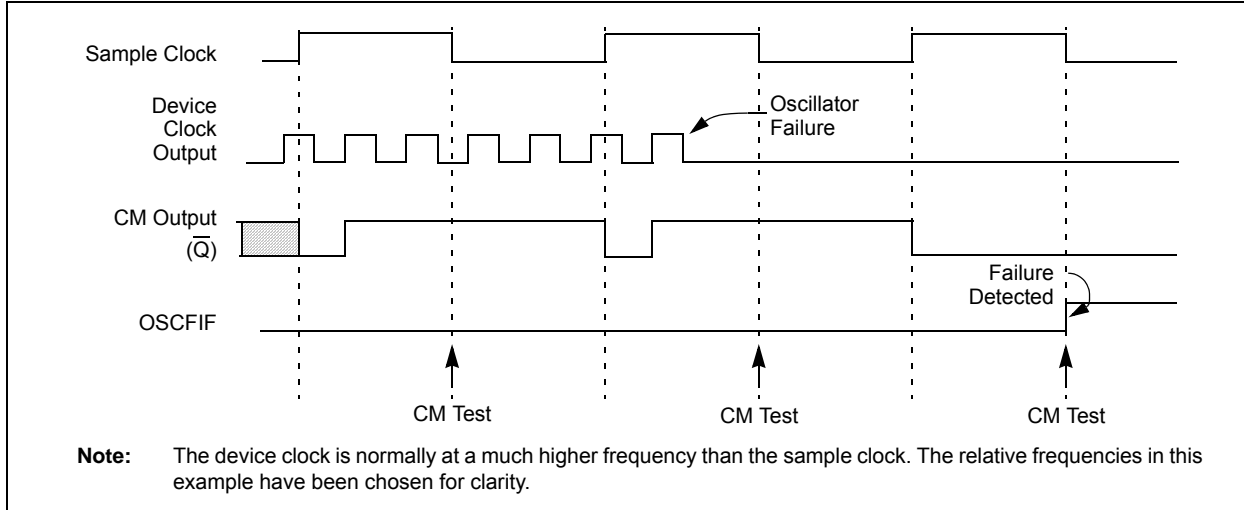 Sample Clock
Device
Clock
Output
Oscillator
Failure
CM Output
(Q̅)
Failure
Detected
OSCFIF
CM Test
CM Test
CM Test
Note: The device clock is normally at a much higher frequency than the sample clock. The relative frequencies in this
example have been chosen for clarity.